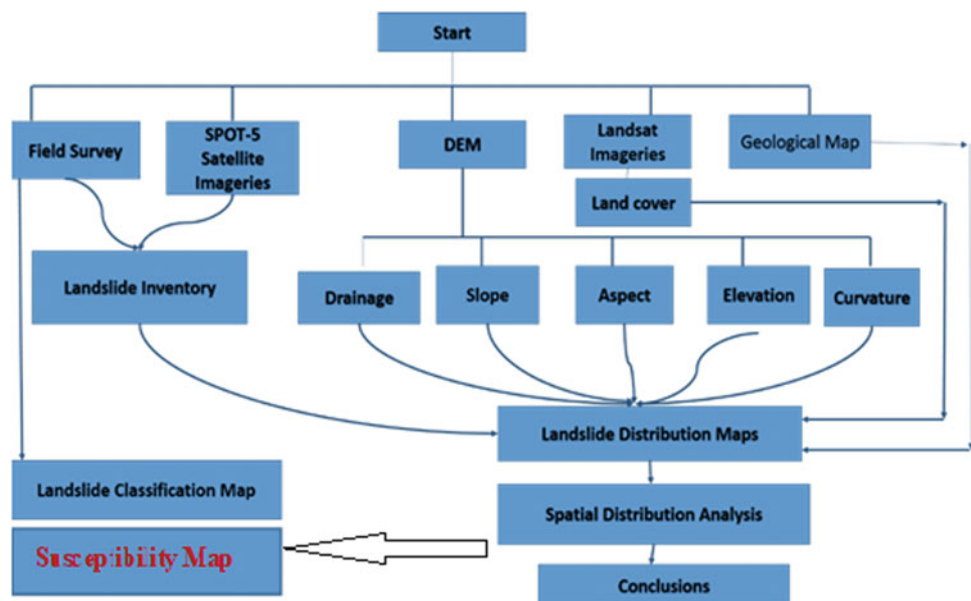 Start
Field Survey
SPOT-5
Satellite
Imageries
DEM
Landsat
Imageries
Geological Map
Land cover
Landslide Inventory
Drainage
Slope
Aspect
Elevation
Curvature
Landslide Distribution Maps
Landslide Classification Map
Spatial Distribution Analysis
Susceptibility Map
Conclusions